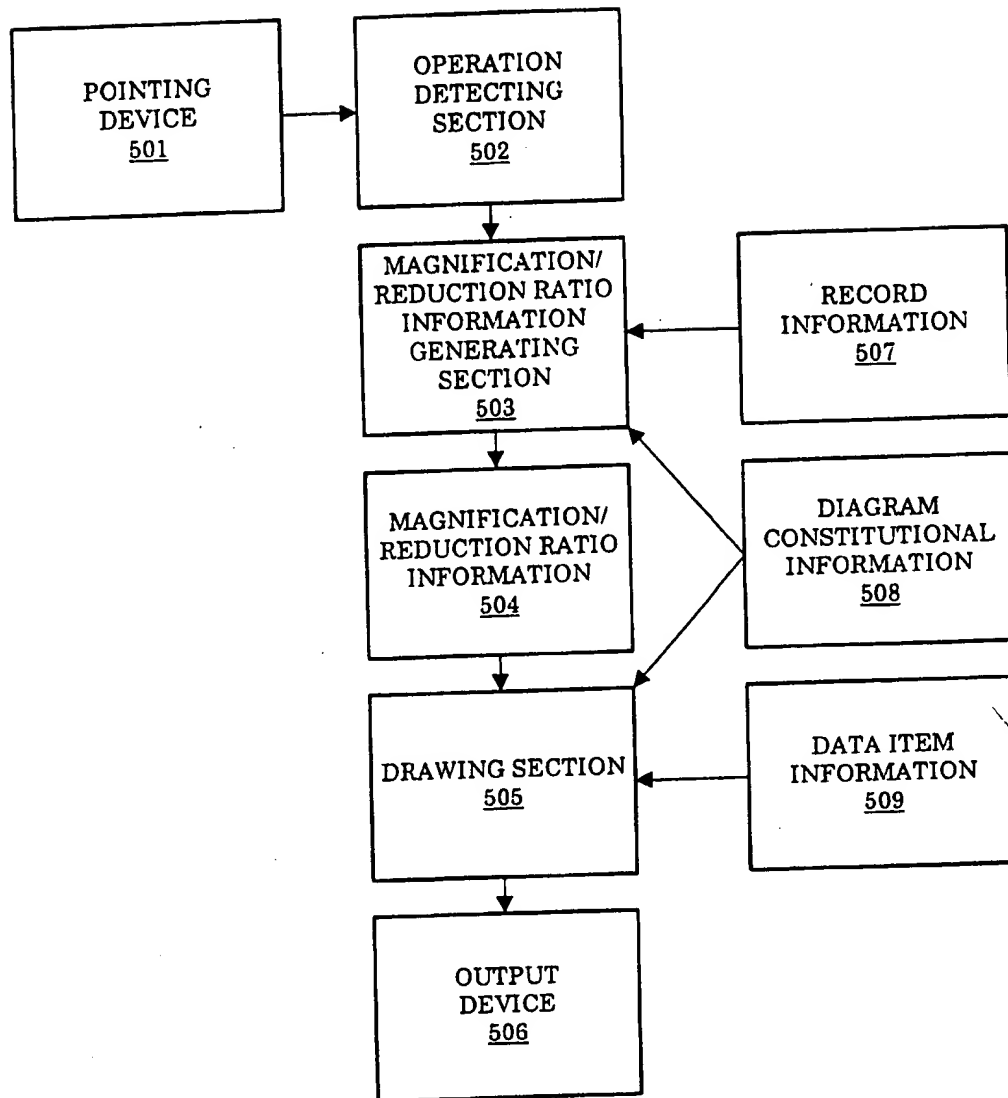 POINTING
DEVICE
501
OPERATION
DETECTING
SECTION
502
MAGNIFICATION/
REDUCTION RATIO
INFORMATION
GENERATING
SECTION
503
RECORD
INFORMATION
507
MAGNIFICATION/
REDUCTION RATIO
INFORMATION
504
DIAGRAM
CONSTITUTIONAL
INFORMATION
508
DRAWING SECTION
505
DATA ITEM
INFORMATION
509
OUTPUT
DEVICE
506